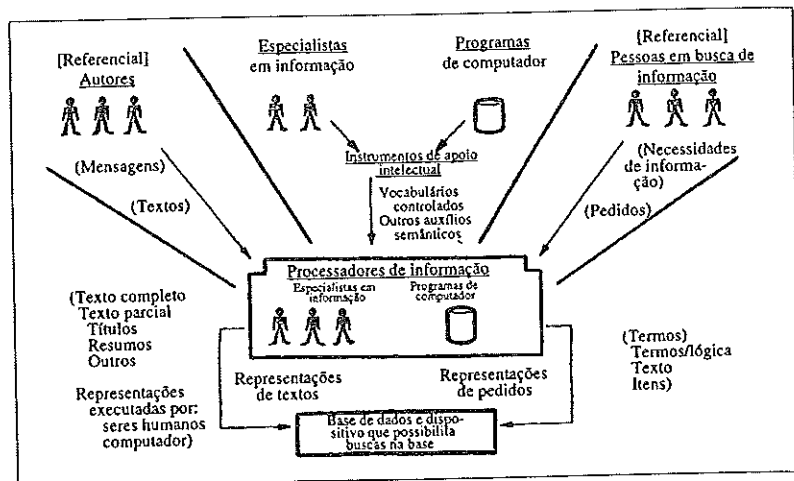 [Referencial]
Autores
(Mensagens)
(Textos)
Especialistas
em informação
Programas
de computador
Instrumentos de apoio
intelectual
Vocabulários
controlados
Outros auxílios
semânticos
(Referencial]
Pessoas em busca de
informação
(Necessidades
de informa-
ção)
(Pedidos)
Processadores de informação
Especialistas em
informação
Programas de
computador
(Texto completo
Texto parcial
Títulos
Resumos
Outros
Representações
executadas por:
seres humanos
computador)
Representações
de textos
Representações
de pedidos
(Termos)
Termos/lógica
Texto
Itens)
Base de dados e dispo-
sitivo que possibilita
buscas na base